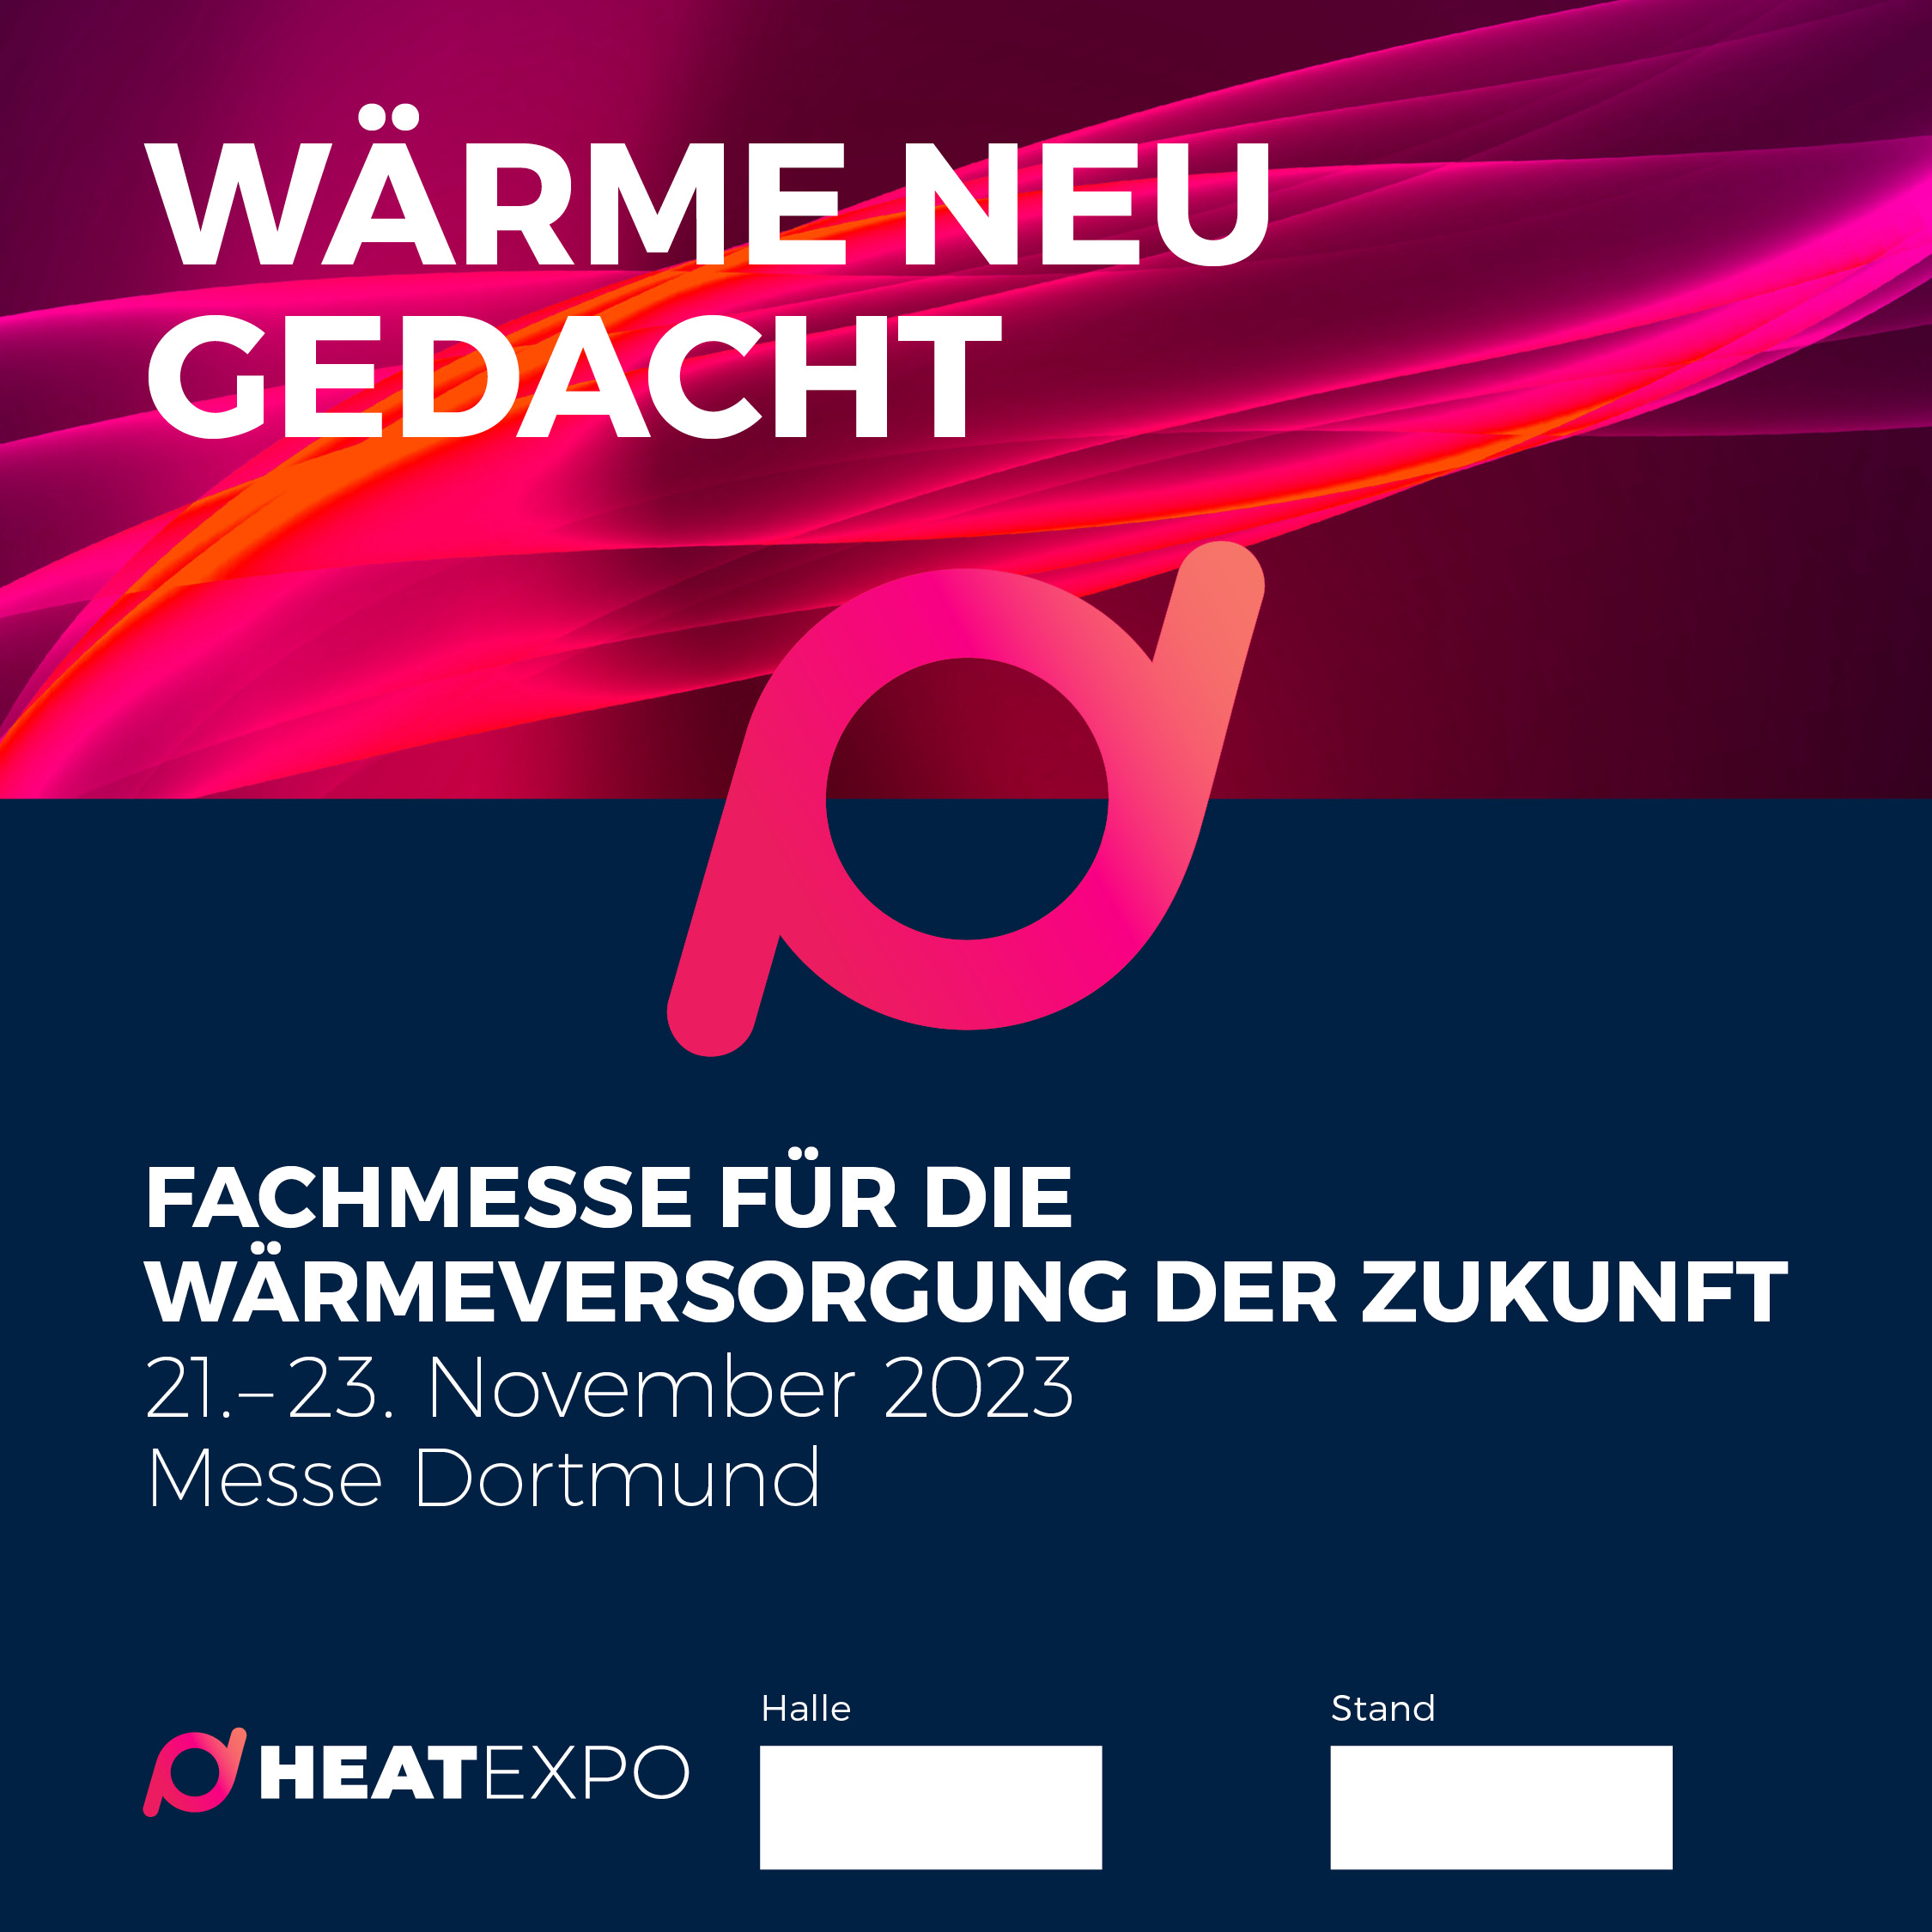 WÄRME NEU
GEDACHT
FACHMESSE FÜR DIE
WÄRMEVERSORGUNG DER ZUKUNFT
21.–23. November 2023
Messe Dortmund
HEATEXPO
Halle
Stand